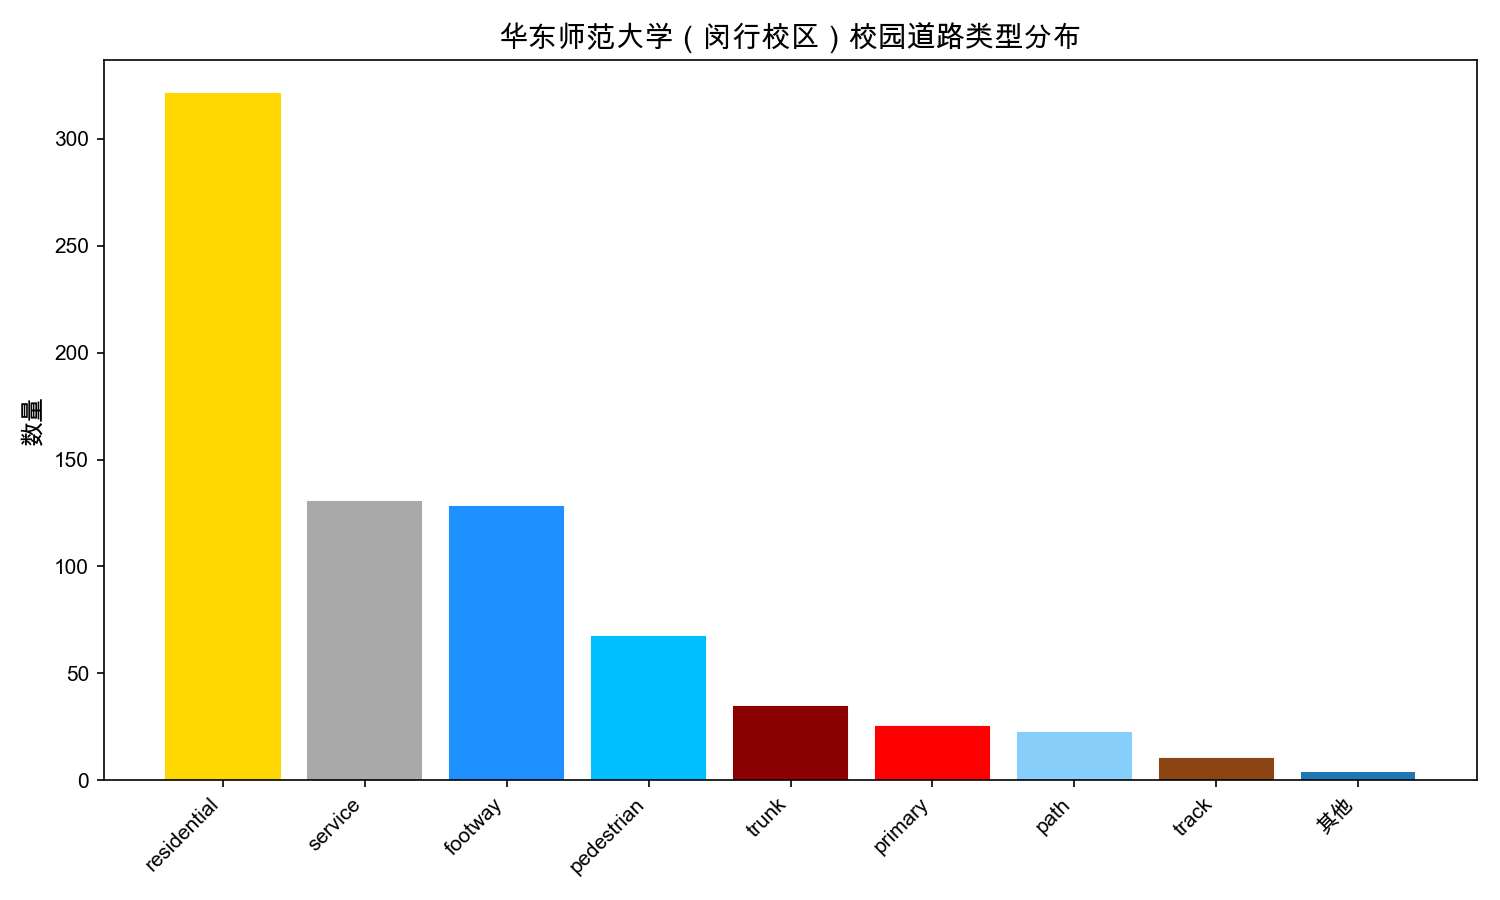 华东师范大学（闵行校区）校园道路类型分布
数量
300
250
200
150
100
50
0
residential
service
footway
pedestrian
trunk
primary
path
track
其他